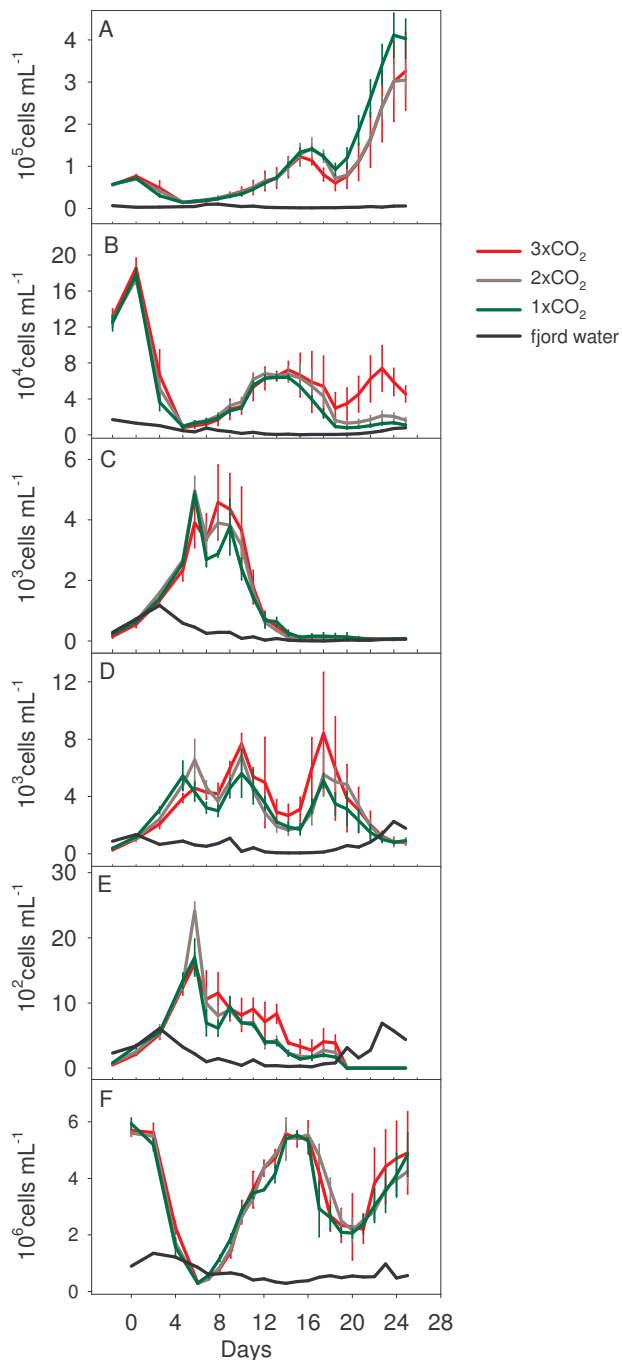 A
4
3
2
1
0
10⁵cells mL⁻¹
B
20
16
12
8
4
0
10⁴cells mL⁻¹
3xCO₂
2xCO₂
1xCO₂
fjord water
C
6
4
2
0
10³cells mL⁻¹
D
12
8
4
0
10³cells mL⁻¹
E
30
20
10
0
10²cells mL⁻¹
F
6
4
2
0
10⁶cells mL⁻¹
0 4 8 12 16 20 24 28
Days